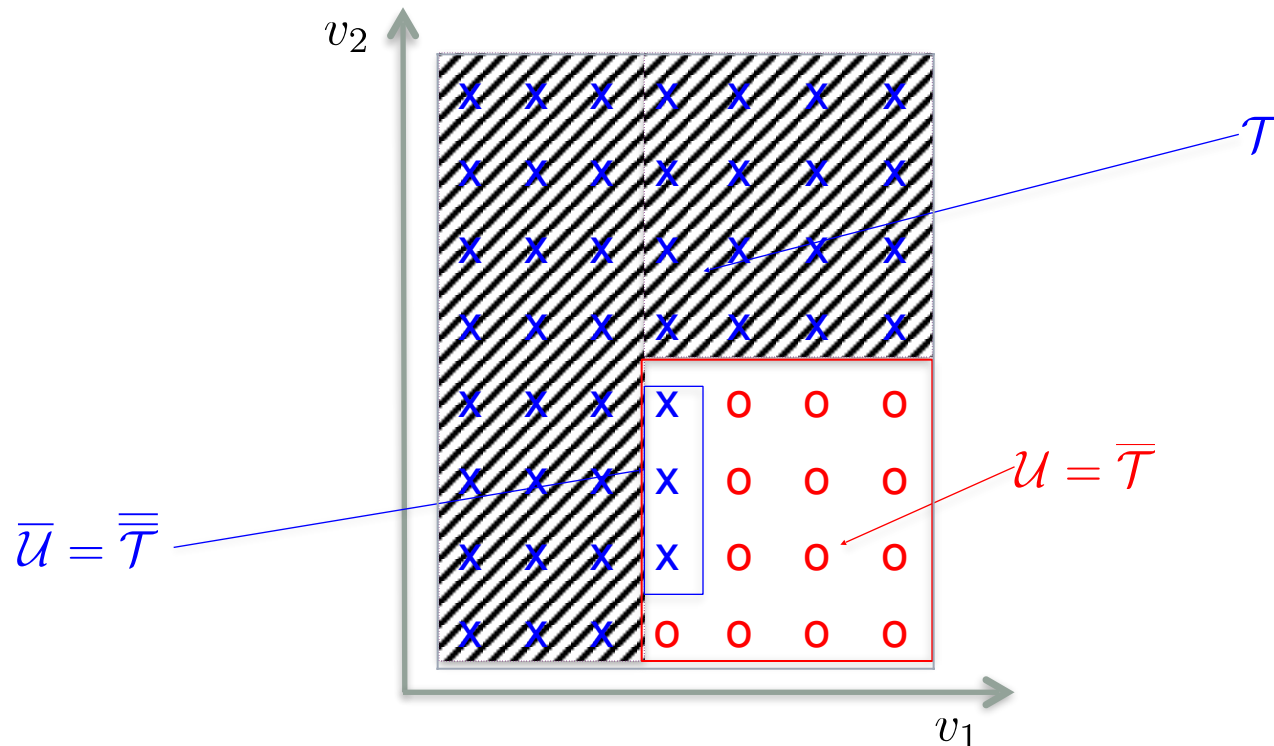 v₂
x x x x x x x
𝒯
x x x x x x x
x x x x x x x
x x x x x x x
x x x x o o o
x x x x o o o
𝒰 = 𝒯̅
𝒰̅ = 𝒯̿
x x x x o o o
x x x o o o o
v₁